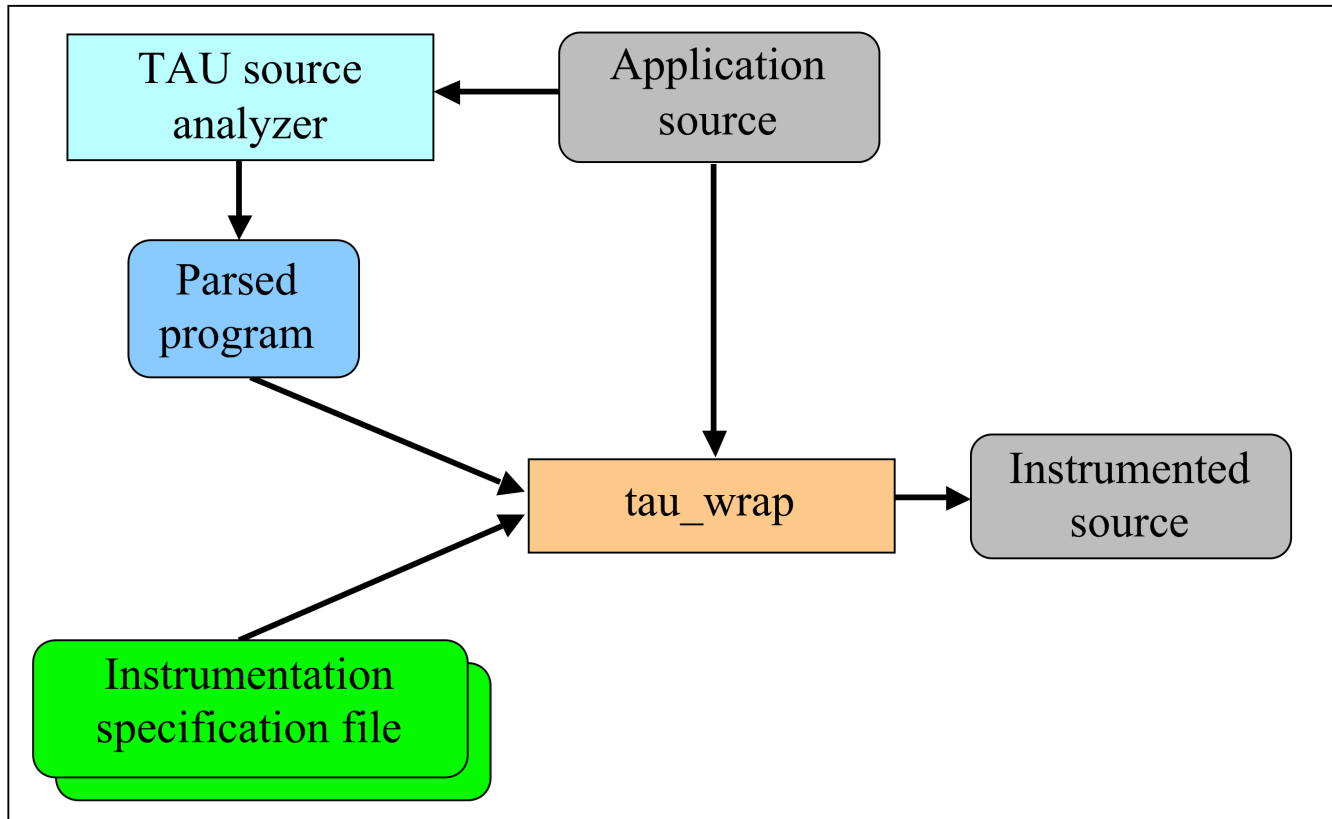 TAU source
analyzer
Application
source
Parsed
program
tau_wrap
Instrumented
source
Instrumentation
specification file